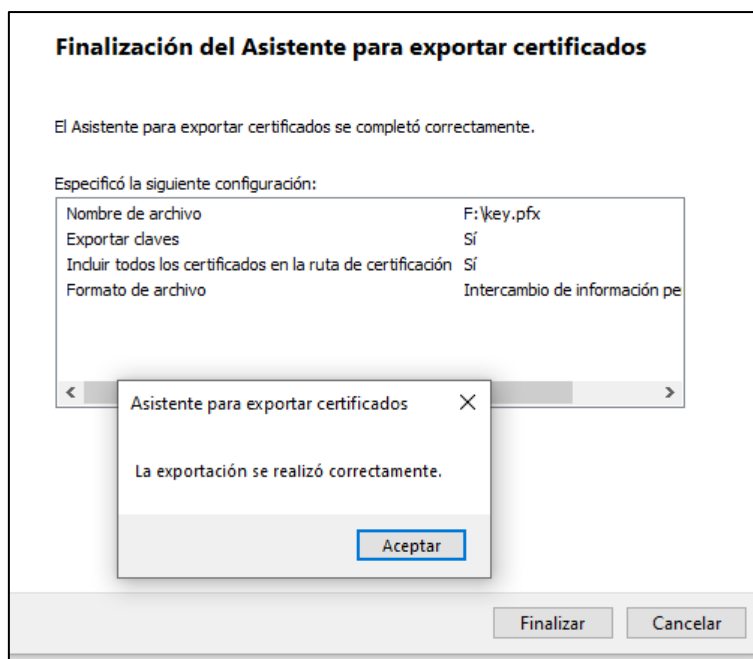 Finalización del Asistente para exportar certificados
El Asistente para exportar certificados se completó correctamente.
Especificó la siguiente configuración:
Nombre de archivo F:\key.pfx
Exportar claves Sí
Incluir todos los certificados en la ruta de certificación Sí
Formato de archivo Intercambio de información pe
Asistente para exportar certificados
La exportación se realizó correctamente.
Aceptar
Finalizar Cancelar